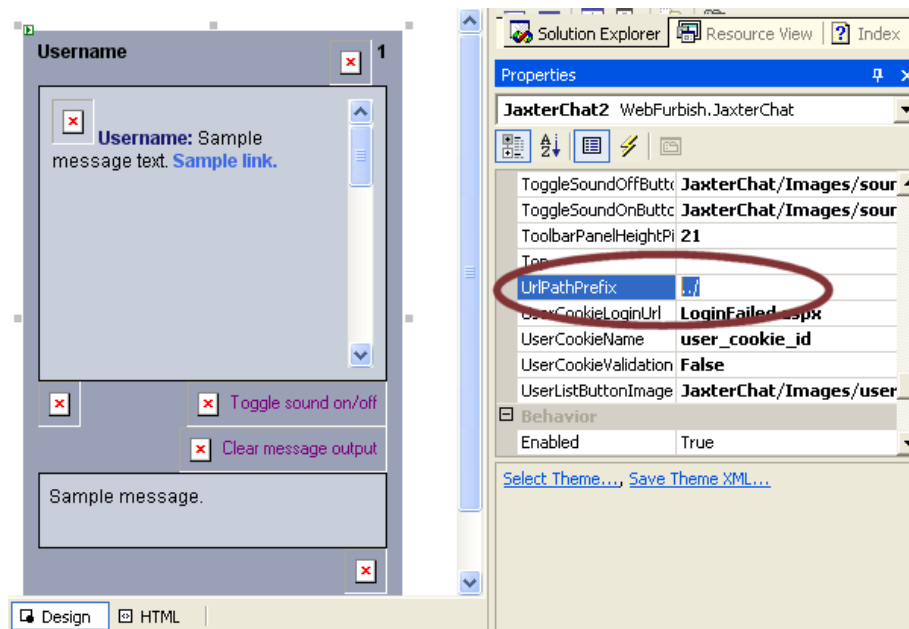 Username
1
Username: Sample
message text. Sample link.
Toggle sound on/off
Clear message output
Sample message.
Design HTML
Solution Explorer Resource View Index
Properties
JaxterChat2 WebFurbish.JaxterChat
ToggleSoundOffButto JaxterChat/Images/sour
ToggleSoundOnButto JaxterChat/Images/sour
ToolbarPanelHeightPi 21
Top
UrlPathPrefix ../
UserCookieLoginUrl LoginFailed.aspx
UserCookieName user_cookie_id
UserCookieValidation False
UserListButtonImage JaxterChat/Images/user
Behavior
Enabled True
Select Theme..., Save Theme XML...